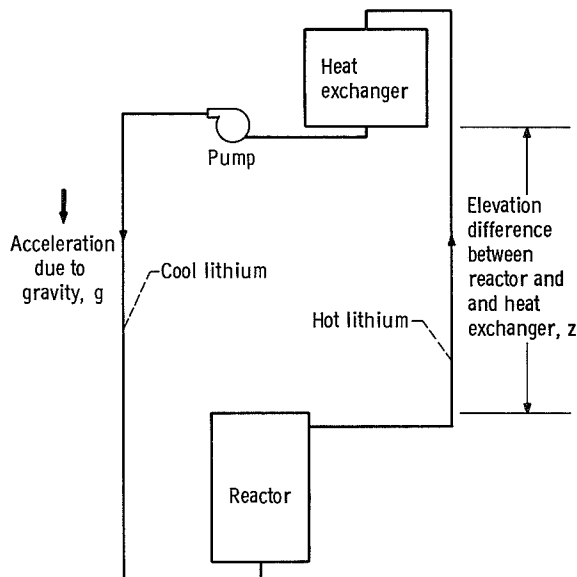 Heat
exchanger
Pump
Acceleration
due to
gravity, g
Cool lithium
Hot lithium
Elevation
difference
between
reactor and
and heat
exchanger, z
Reactor